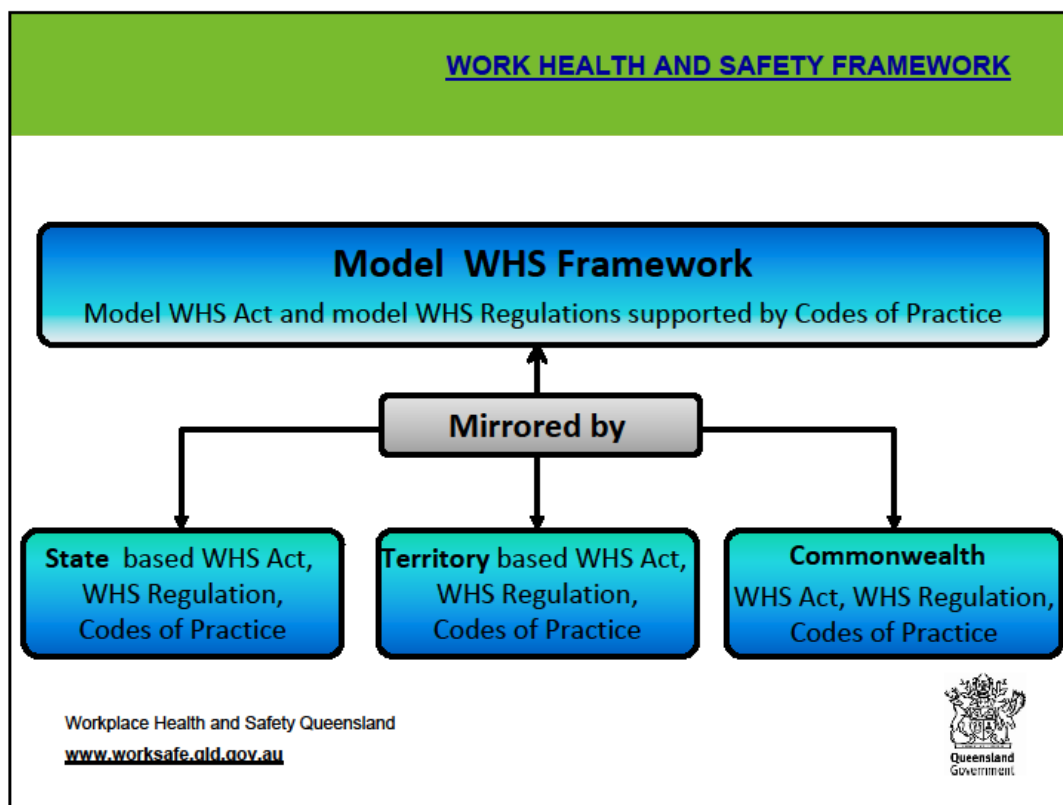 WORK HEALTH AND SAFETY FRAMEWORK
Model WHS Framework
Model WHS Act and model WHS Regulations supported by Codes of Practice
Mirrored by
State based WHS Act,
WHS Regulation,
Codes of Practice
Territory based WHS Act,
WHS Regulation,
Codes of Practice
Commonwealth
WHS Act, WHS Regulation,
Codes of Practice
Workplace Health and Safety Queensland
www.worksafe.qld.gov.au
Queensland
Government